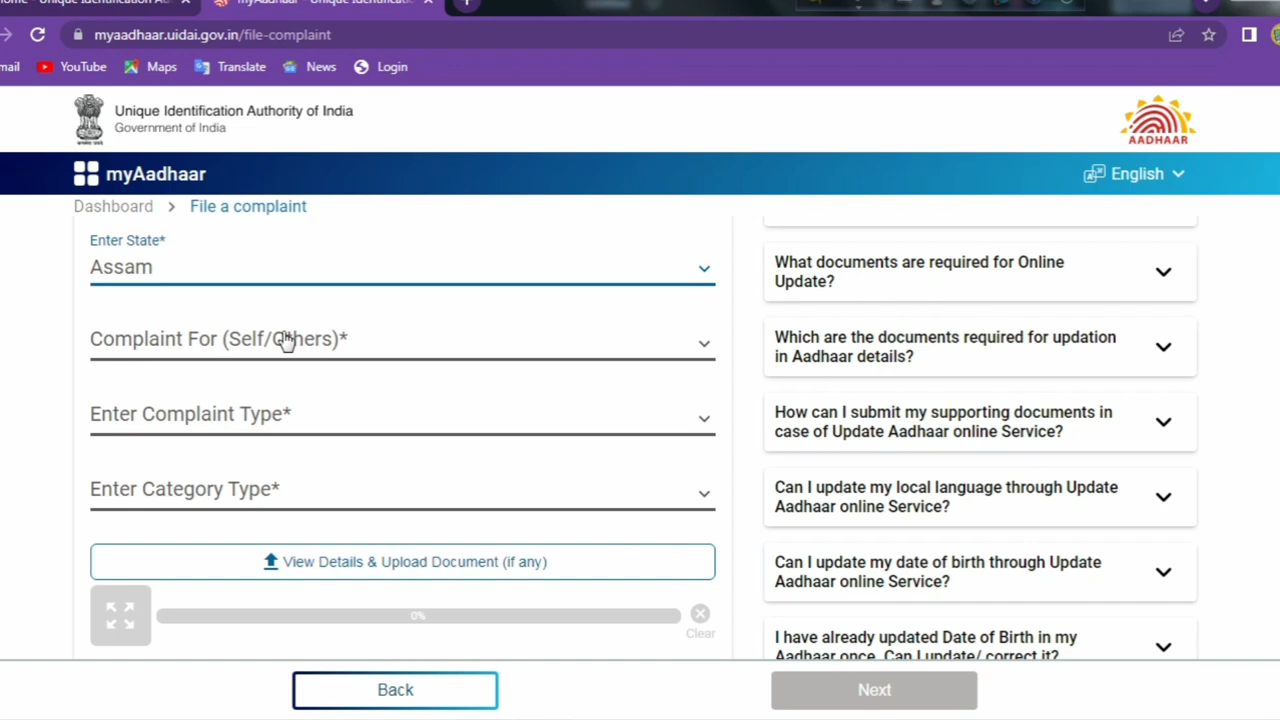 myAadhaar - Unique Identificati
myaadhaar.uidai.gov.in/file-complaint
mail
YouTube
Maps
Translate
News
Login
Unique Identification Authority of India
Government of India
AADHAAR
myAadhaar
English
Dashboard > File a complaint
Enter State*
Assam
Complaint For (Self/Others)*
Enter Complaint Type*
Enter Category Type*
View Details & Upload Document (if any)
0%
Clear
What documents are required for Online
Update?
Which are the documents required for updation
in Aadhaar details?
How can I submit my supporting documents in
case of Update Aadhaar online Service?
Can I update my local language through Update
Aadhaar online Service?
Can I update my date of birth through Update
Aadhaar online Service?
I have already updated Date of Birth in my
Aadhaar once. Can I update/ correct it?
Back
Next